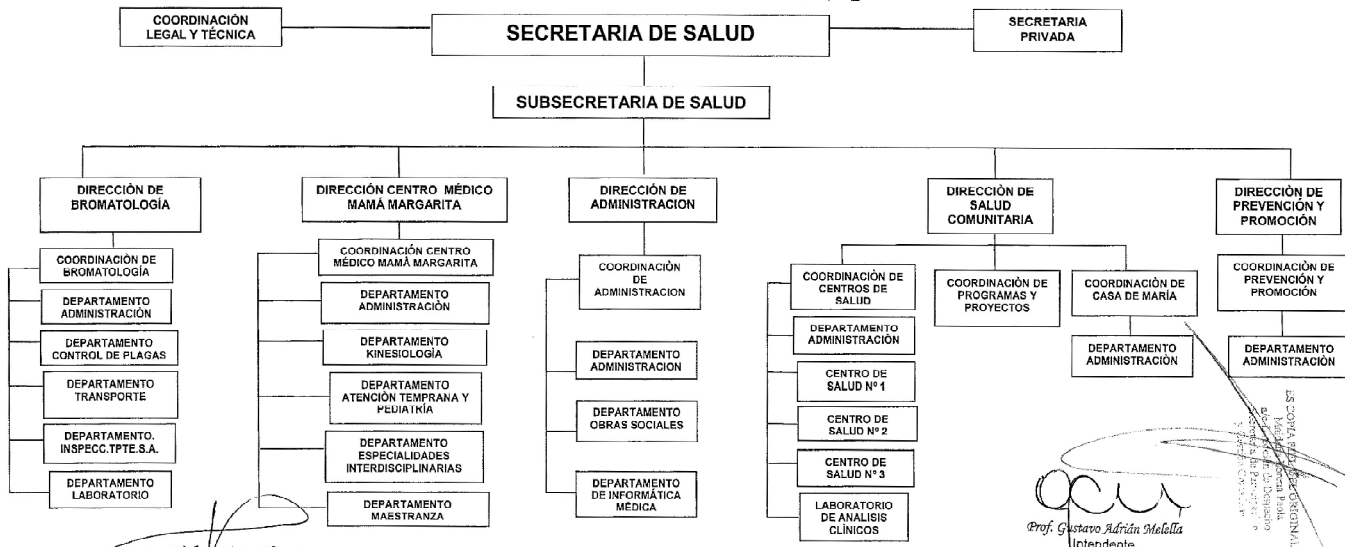 COORDINACIÓN
LEGAL Y TÉCNICA
SECRETARIA DE SALUD
SECRETARIA
PRIVADA
SUBSECRETARIA DE SALUD
DIRECCIÓN DE
BROMATOLOGÍA
COORDINACIÓN DE
BROMATOLOGÍA
DEPARTAMENTO
ADMINISTRACIÓN
DEPARTAMENTO
CONTROL DE PLAGAS
DEPARTAMENTO
TRANSPORTE
DEPARTAMENTO.
INSPECC.TPTE.S.A.
DEPARTAMENTO
LABORATORIO
DIRECCIÓN CENTRO MÉDICO
MAMÁ MARGARITA
COORDINACIÓN CENTRO
MÉDICO MAMÁ MARGARITA
DEPARTAMENTO
ADMINISTRACIÓN
DEPARTAMENTO
KINESIOLOGÍA
DEPARTAMENTO
ATENCIÓN TEMPRANA Y
PEDIATRÍA
DEPARTAMENTO
ESPECIALIDADES
INTERDISCIPLINARIAS
DEPARTAMENTO
MAESTRANZA
DIRECCIÓN DE
ADMINISTRACION
COORDINACIÓN
DE
ADMINISTRACION
DEPARTAMENTO
ADMINISTRACION
DEPARTAMENTO
OBRAS SOCIALES
DEPARTAMENTO
DE INFORMÁTICA
MÉDICA
DIRECCIÓN DE
SALUD
COMUNITARIA
COORDINACIÓN DE
CENTROS DE
SALUD
DEPARTAMENTO
ADMINISTRACIÓN
CENTRO DE
SALUD Nº 1
CENTRO DE
SALUD Nº 2
CENTRO DE
SALUD Nº 3
LABORATORIO
DE ANALISIS
CLÍNICOS
COORDINACIÓN DE
PROGRAMAS Y
PROYECTOS
COORDINACIÓN DE
CASA DE MARÍA
DEPARTAMENTO
ADMINISTRACIÓN
DIRECCIÓN DE
PREVENCIÓN Y
PROMOCIÓN
COORDINACIÓN DE
PREVENCIÓN Y
PROMOCIÓN
DEPARTAMENTO
ADMINISTRACIÓN
Prof. Gustavo Adrián Melella
Intendente
ES COPIA DEL ORIGINAL
Paola